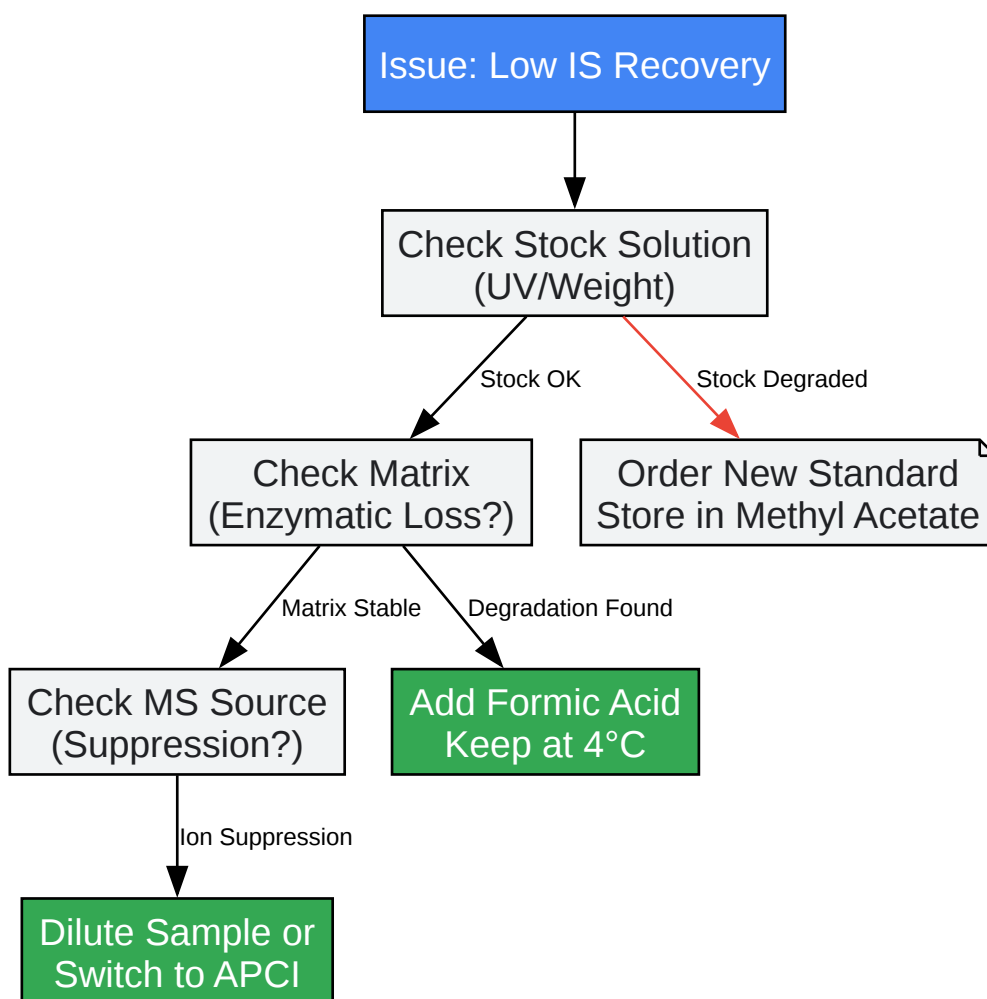 Issue: Low IS Recovery
Check Stock Solution
(UV/Weight)
Stock OK
Stock Degraded
Check Matrix
(Enzymatic Loss?)
Order New Standard
Store in Methyl Acetate
Matrix Stable
Degradation Found
Check MS Source
(Suppression?)
Add Formic Acid
Keep at 4°C
Ion Suppression
Dilute Sample or
Switch to APCI